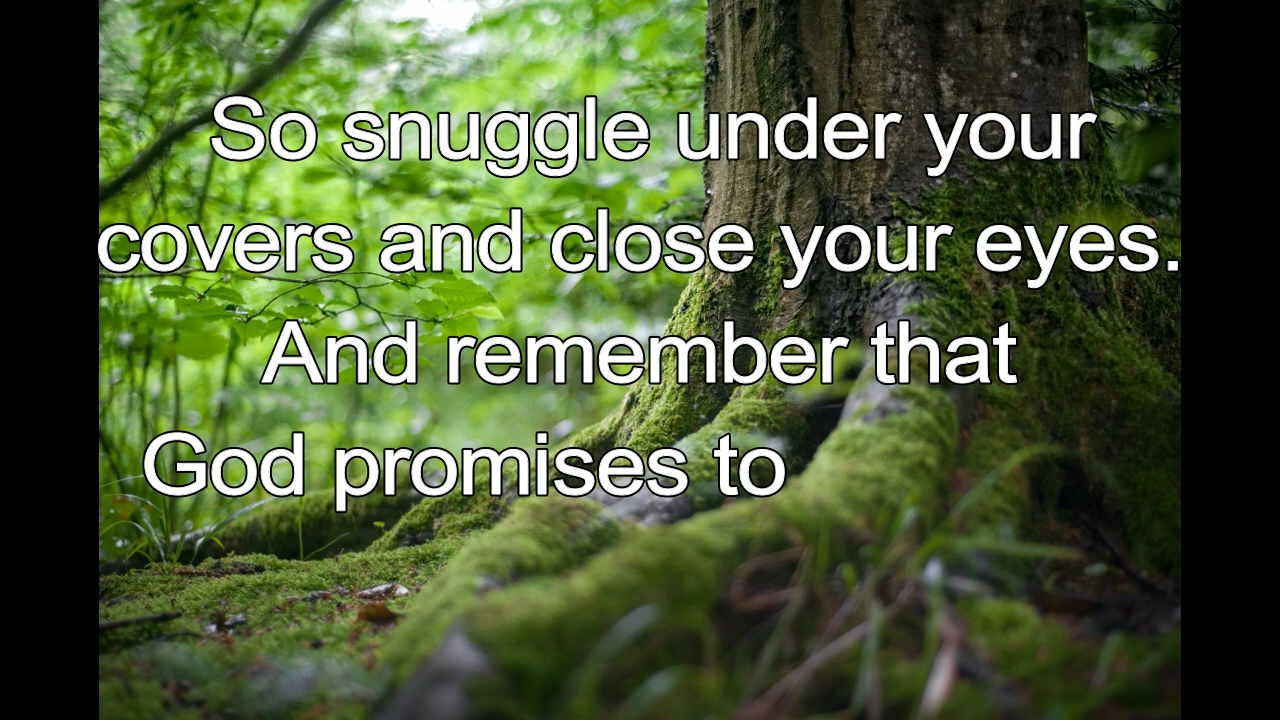 So snuggle under your
covers and close your eyes.
And remember that
God promises to